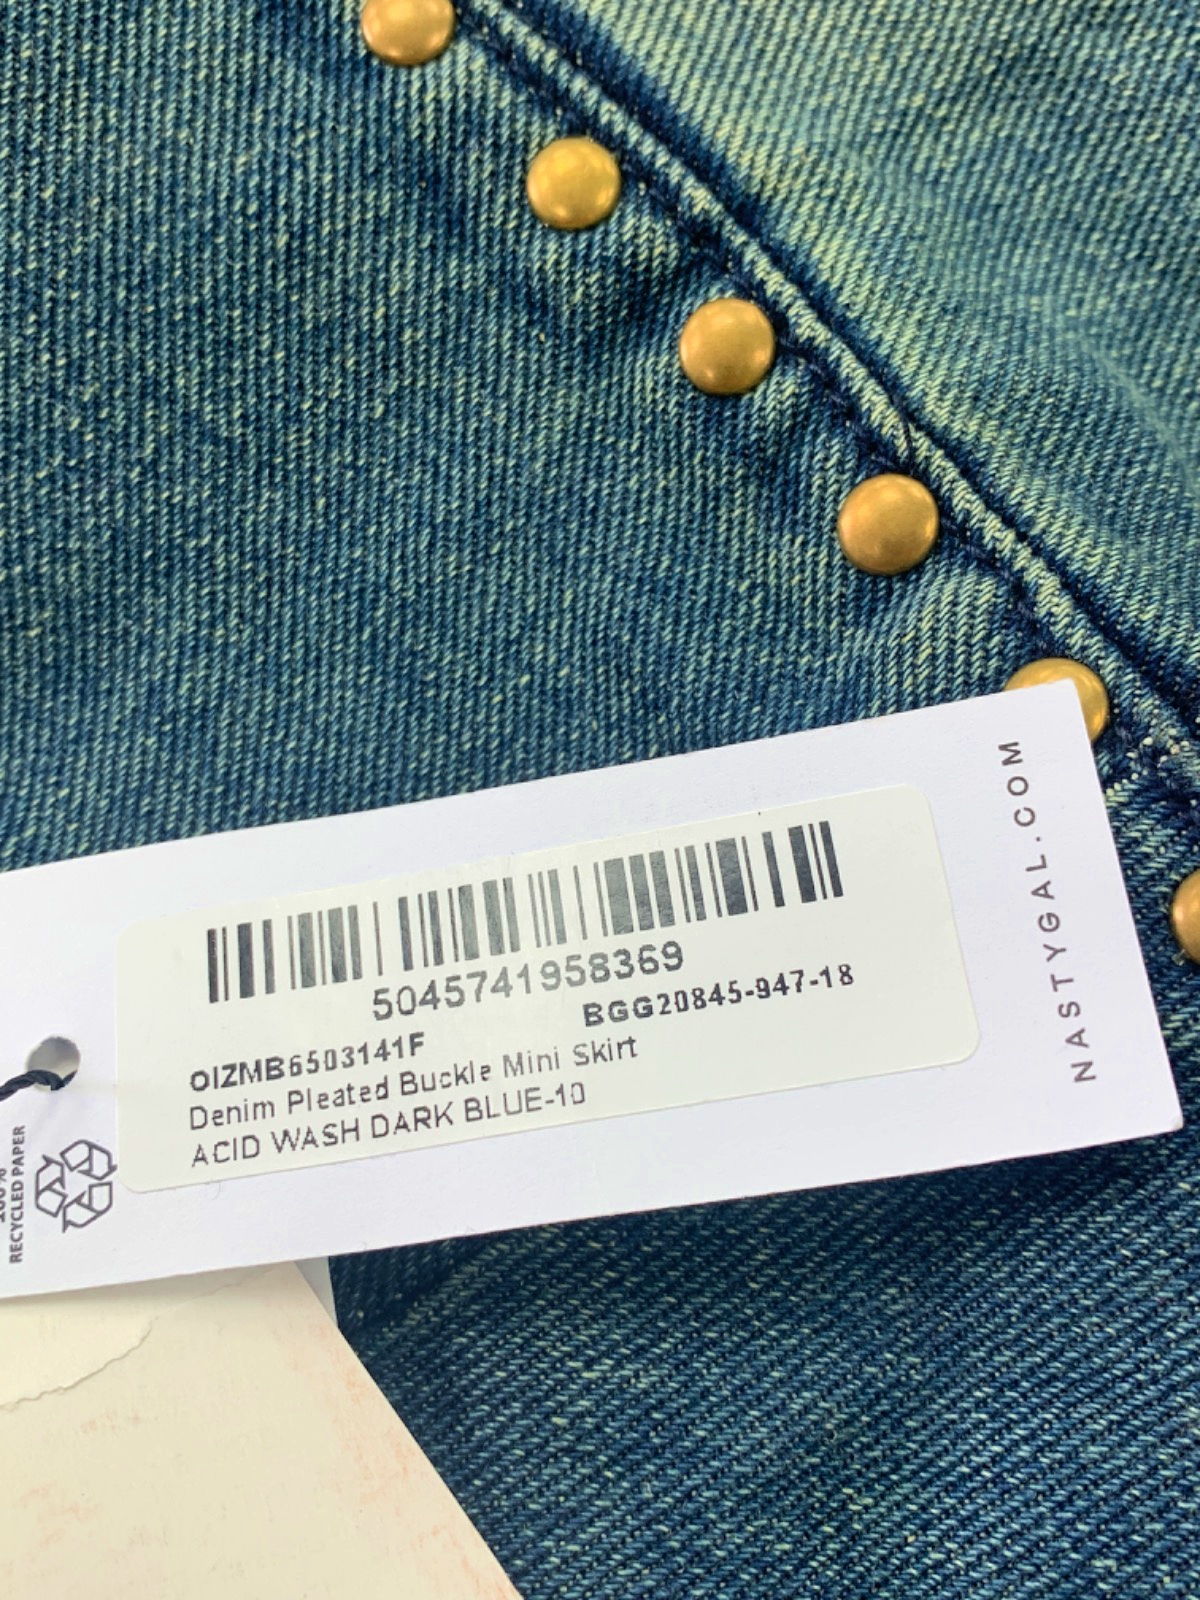 5045741958369
BGG20845-947-18
OIZMB6503141F
Denim Pleated Buckle Mini Skirt
ACID WASH DARK BLUE-10
NASTYGAL.COM
RECYCLED PAPER